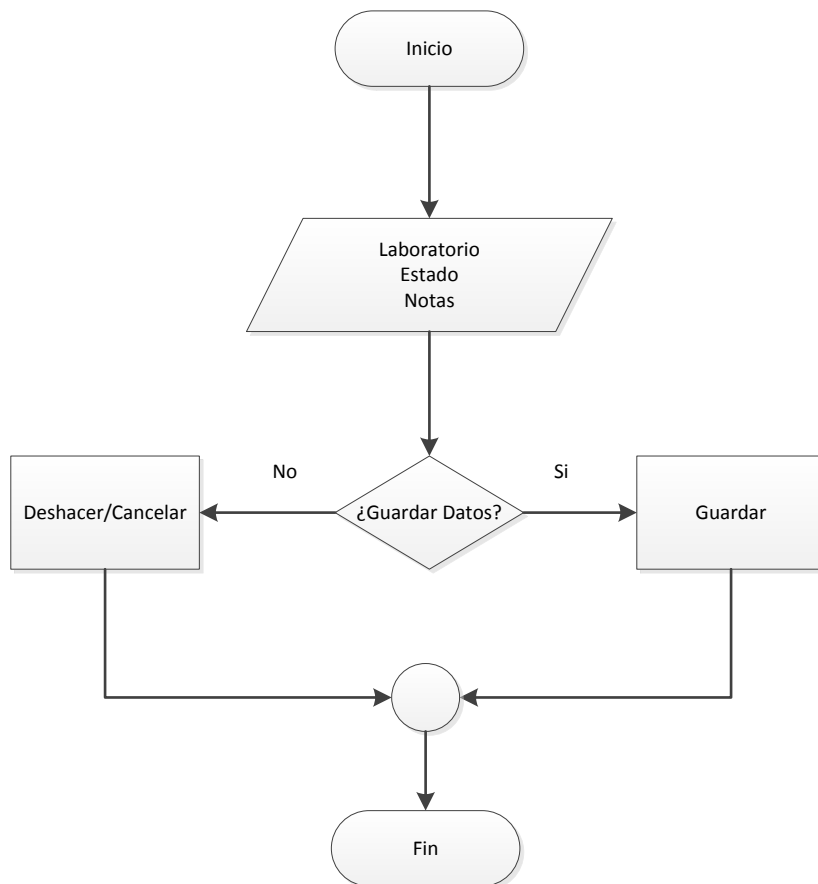 Inicio
Laboratorio
Estado
Notas
No
Si
Deshacer/Cancelar
¿Guardar Datos?
Guardar
Fin